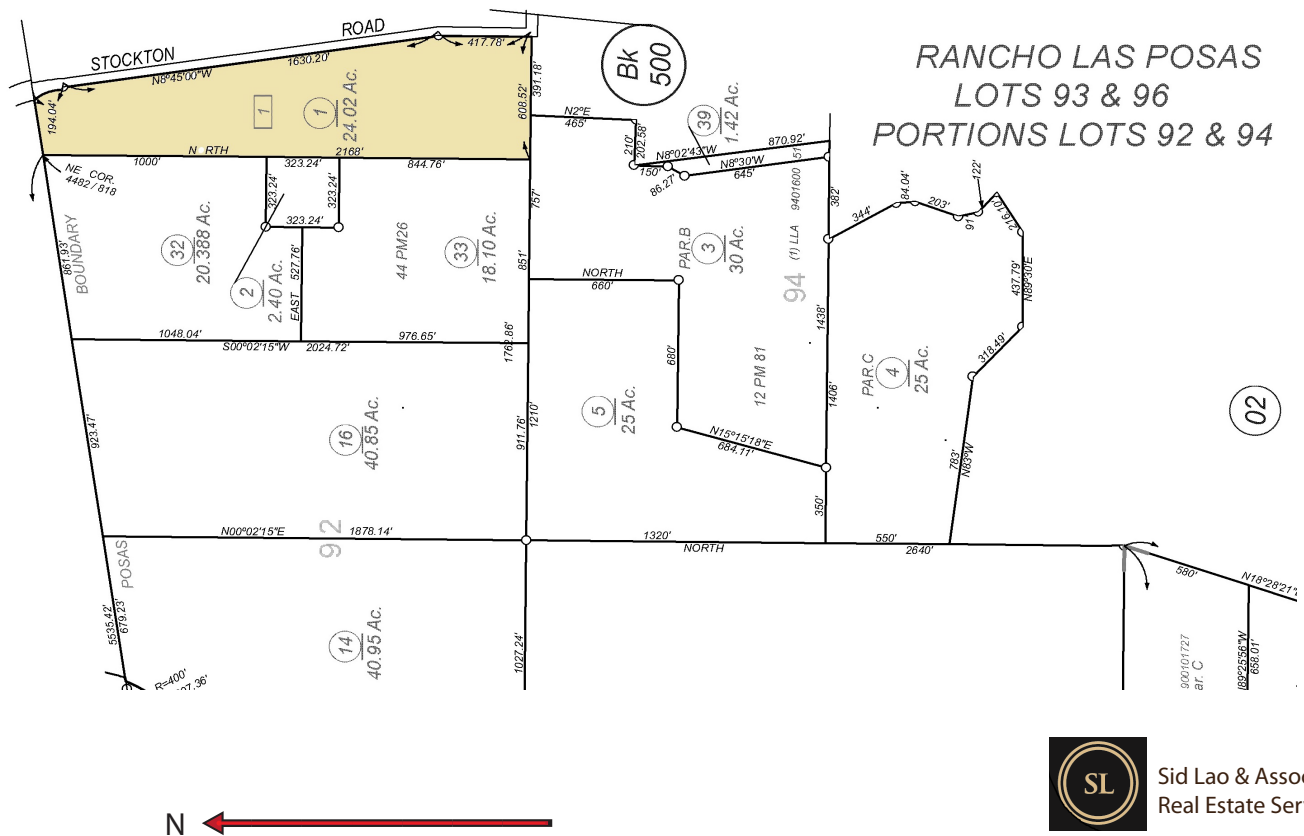 STOCKTON ROAD
N8°45'00"W
1630.20'
417.78'
194.04'
1
1
24.02 Ac.
608.52'
391.18'
Bk
500
RANCHO LAS POSAS
LOTS 93 & 96
PORTIONS LOTS 92 & 94
1000'
2168'
323.24'
844.76'
NE COR.
4482 / 818
323.24'
323.24'
323.24'
N2°E
465'
210'
202.58'
39
1.42 Ac.
870.92'
N8°02'43"W
150'
N8°30'W
645'
86.27'
51'
9401600
(1) LLA
382'
344'
84.04'
203'
91'
122'
216.10'
437.79'
N89°30'E
318.49'
BOUNDARY
861.93'
32
20.388 Ac.
2
2.40 Ac.
EAST
527.76'
44 PM26
33
18.10 Ac.
757'
851'
NORTH
660'
PAR.B
3
30 Ac.
94
1438'
1048.04'
976.65'
S00°02'15"W
2024.72'
1762.86'
680'
12 PM 81
1406'
PAR.C
4
25 Ac.
02
923.47'
16
40.85 Ac.
911.76'
1210'
5
25 Ac.
N15°15'18"E
684.11'
350'
783'
N83°W
N00°02'15"E
1878.14'
92
1320'
NORTH
550'
2640'
POSAS
5535.42'
679.23'
14
40.95 Ac.
1027.24'
R=400'
580'
N18°28'21"
900101727
ar. C
658.01'
N
SL
Sid Lao & Asso
Real Estate Ser